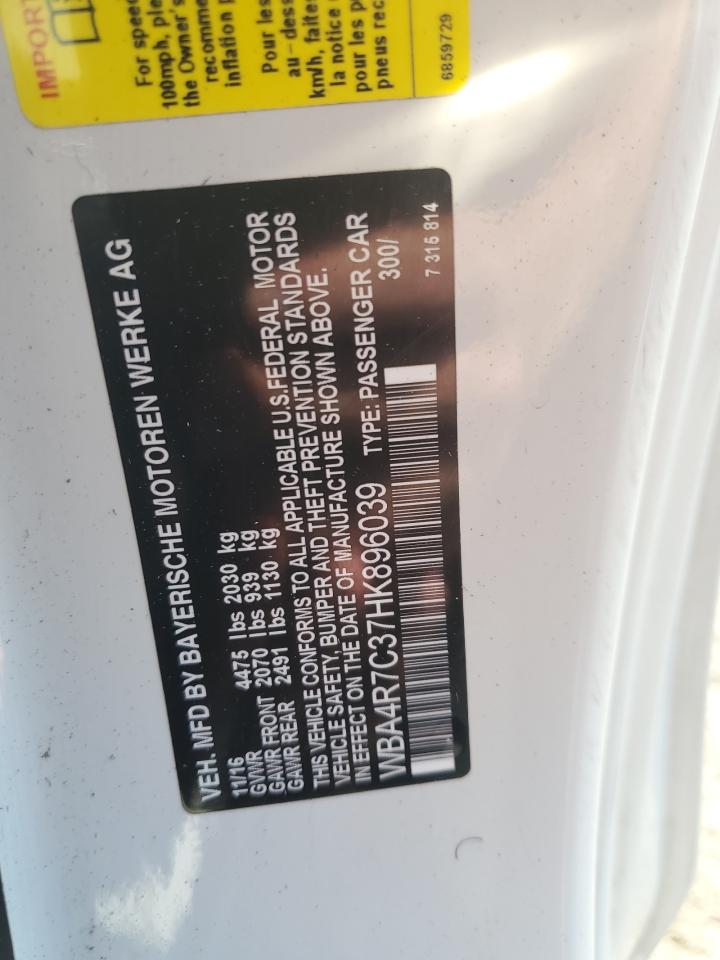 IMPORT
For speed
100mph, ple
the Owner's
recomme
inflation p
Pour les
au-dess
km/h, faite
la notice
pour les p
pneus rec
6859729
VEH. MFD BY BAYERISCHE MOTOREN WERKE AG
11/16
GVWR 4475 lbs 2030 kg
GAWR FRONT 2070 lbs 939 kg
GAWR REAR 2491 lbs 1130 kg
THIS VEHICLE CONFORMS TO ALL APPLICABLE U.S.FEDERAL MOTOR
VEHICLE SAFETY, BUMPER AND THEFT PREVENTION STANDARDS
IN EFFECT ON THE DATE OF MANUFACTURE SHOWN ABOVE.
WBA4R7C37HK896039 TYPE: PASSENGER CAR
300/
7 316 814